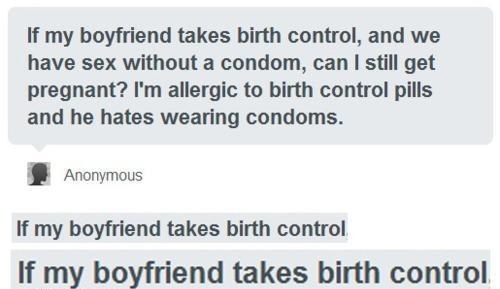 If my boyfriend takes birth control, and we
have sex without a condom, can I still get
pregnant? I'm allergic to birth control pills
and he hates wearing condoms.
Anonymous
If my boyfriend takes birth control
If my boyfriend takes birth control